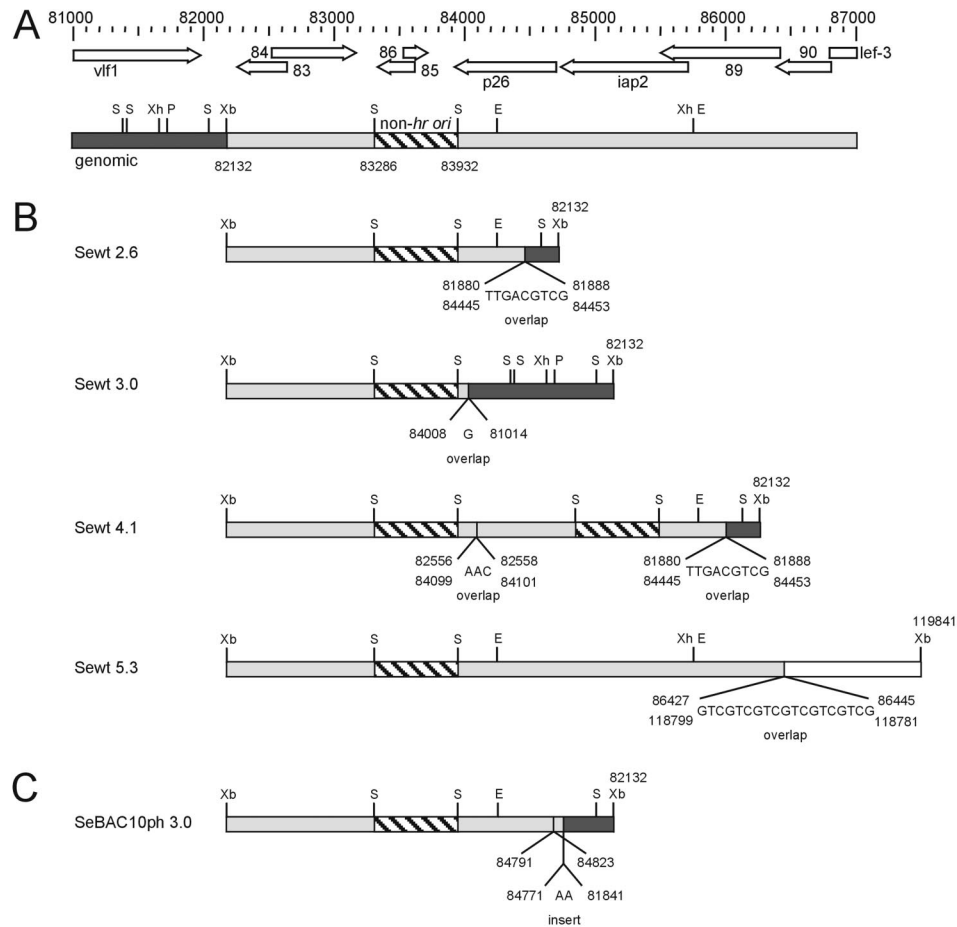 81000 82000 83000 84000 85000 86000 87000
A
84 86 90 lef-3
vlf1 83 85 p26 iap2 89
S S Xh P S Xb S S E Xh E
non-hr ori
genomic 82132 83286 83932
B
82132
Xb S S E S Xb
Sewt 2.6
81880 81888
TTGACGTCG
84445 84453
overlap
82132
Xb S S S S Xh P S Xb
Sewt 3.0
84008 G 81014
overlap
82132
Xb S S S S E S Xb
Sewt 4.1
82556 82558 81880 81888
AAC TTGACGTCG
84099 84101 84445 84453
overlap overlap
119841
Xb S S E Xh E Xb
Sewt 5.3
86427 86445
GTCGTCGTCGTCGTCGTCG
118799 118781
overlap
C
82132
Xb S S E S Xb
SeBAC10ph 3.0
84791 84823
84771 AA 81841
insert